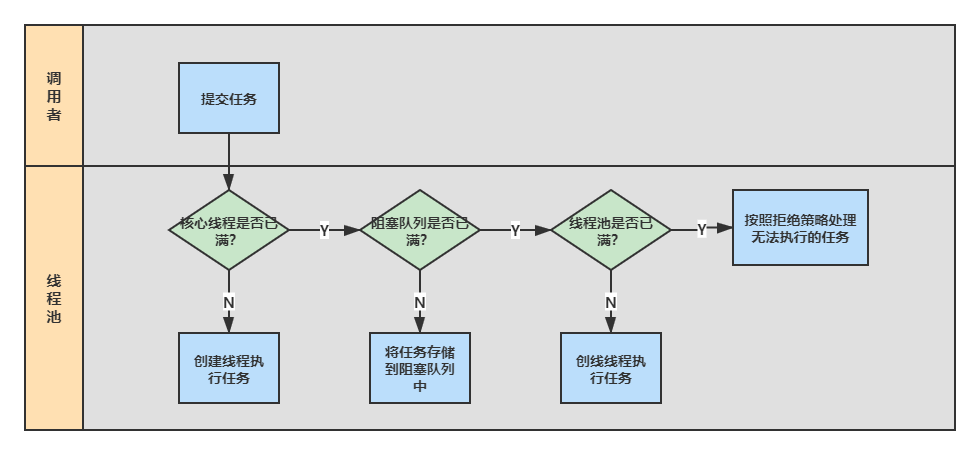 调
用
者
提交任务
线
程
池
核心线程是否已
满？
Y
阻塞队列是否已
满？
Y
线程池是否已
满？
Y
按照拒绝策略处理
无法执行的任务
N
N
N
创建线程执
行任务
将任务存储
到阻塞队列
中
创线线程执
行任务